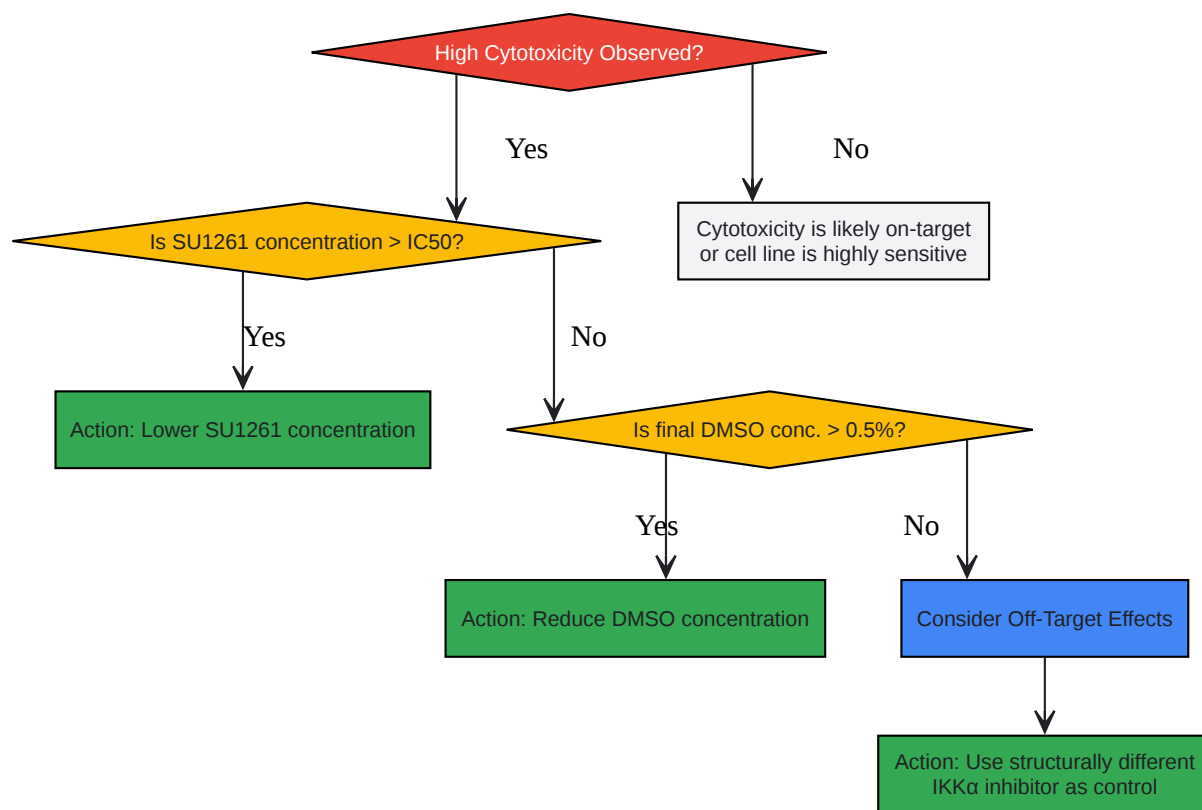 High Cytotoxicity Observed?
Yes
No
Is SU1261 concentration > IC50?
Cytotoxicity is likely on-target
or cell line is highly sensitive
Yes
No
Action: Lower SU1261 concentration
Is final DMSO conc. > 0.5%?
Yes
No
Action: Reduce DMSO concentration
Consider Off-Target Effects
Action: Use structurally different
IKKα inhibitor as control